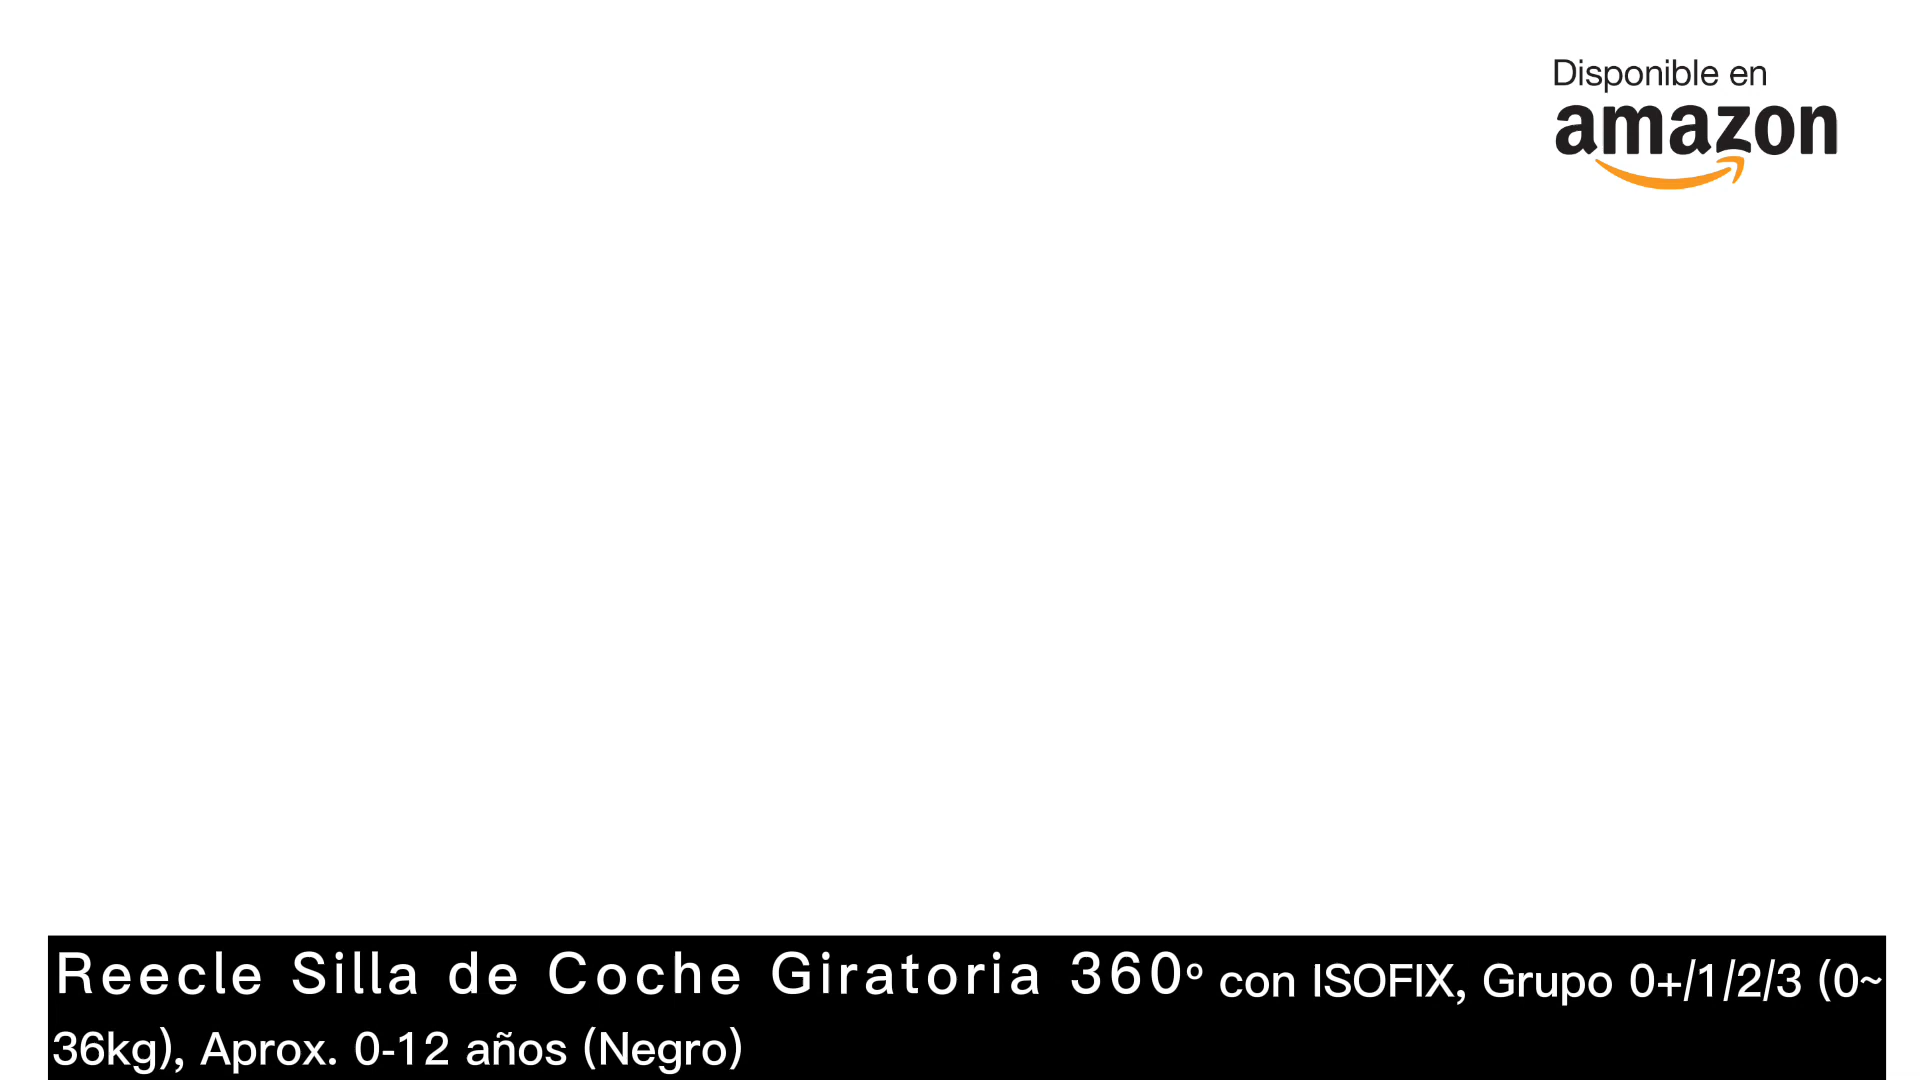 Disponible en
amazon
Reecle Silla de Coche Giratoria 360º con ISOFIX, Grupo 0+/1/2/3 (0~
36kg), Aprox. 0-12 años (Negro)